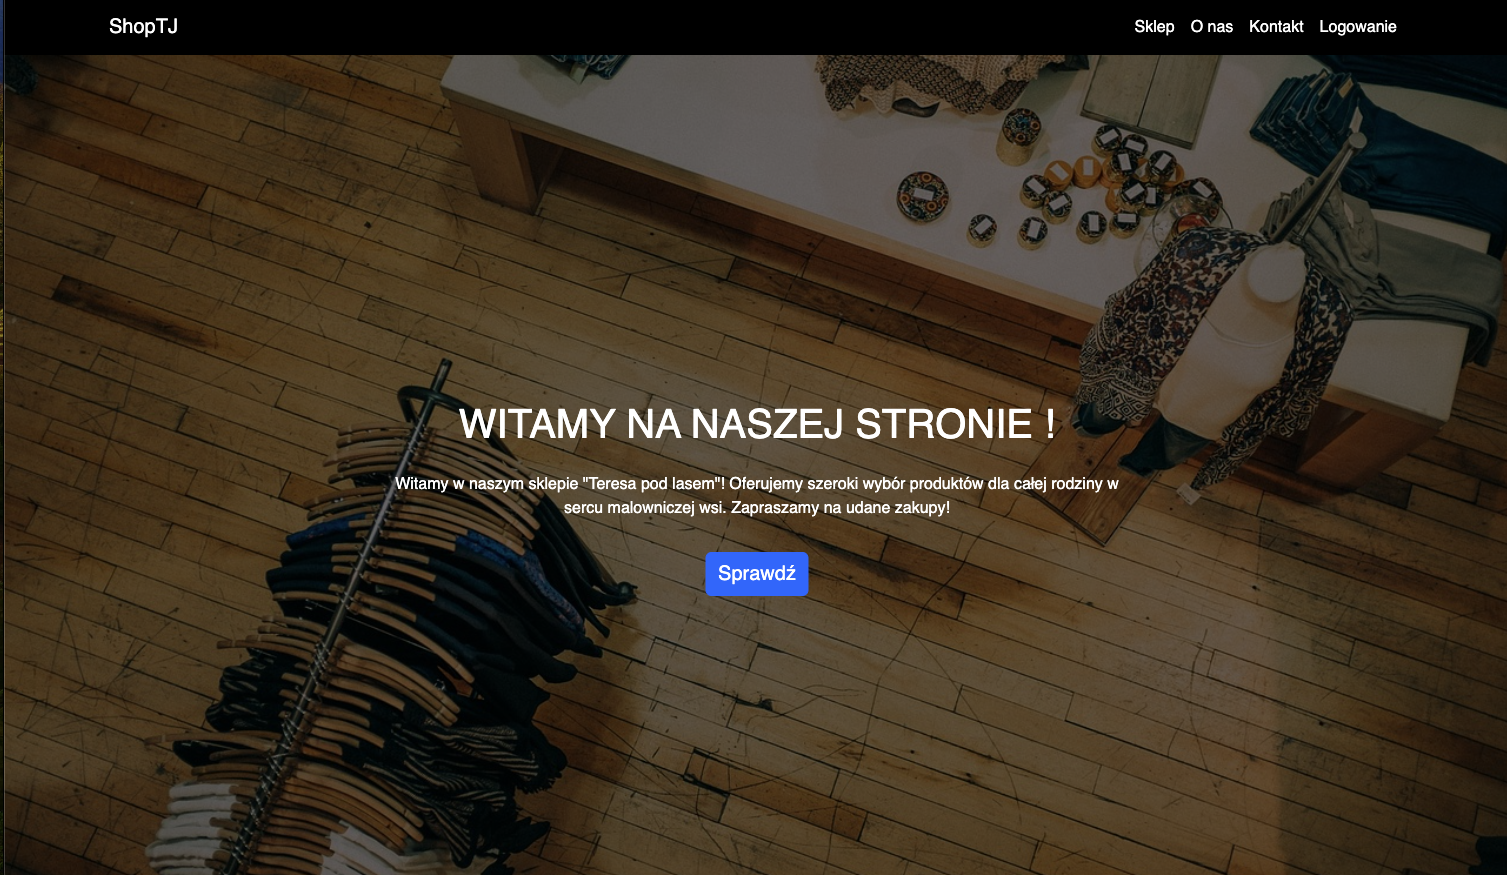 ShopTJ
Sklep O nas Kontakt Logowanie
WITAMY NA NASZEJ STRONIE !
Witamy w naszym sklepie "Teresa pod lasem"! Oferujemy szeroki wybór produktów dla całej rodziny w
sercu malowniczej wsi. Zapraszamy na udane zakupy!
Sprawdź